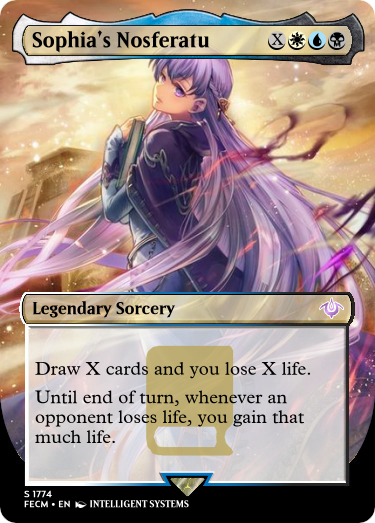 Sophia's Nosferatu X
Legendary Sorcery
Draw X cards and you lose X life.
Until end of turn, whenever an
opponent loses life, you gain that
much life.
S 1774
FECM • EN INTELLIGENT SYSTEMS